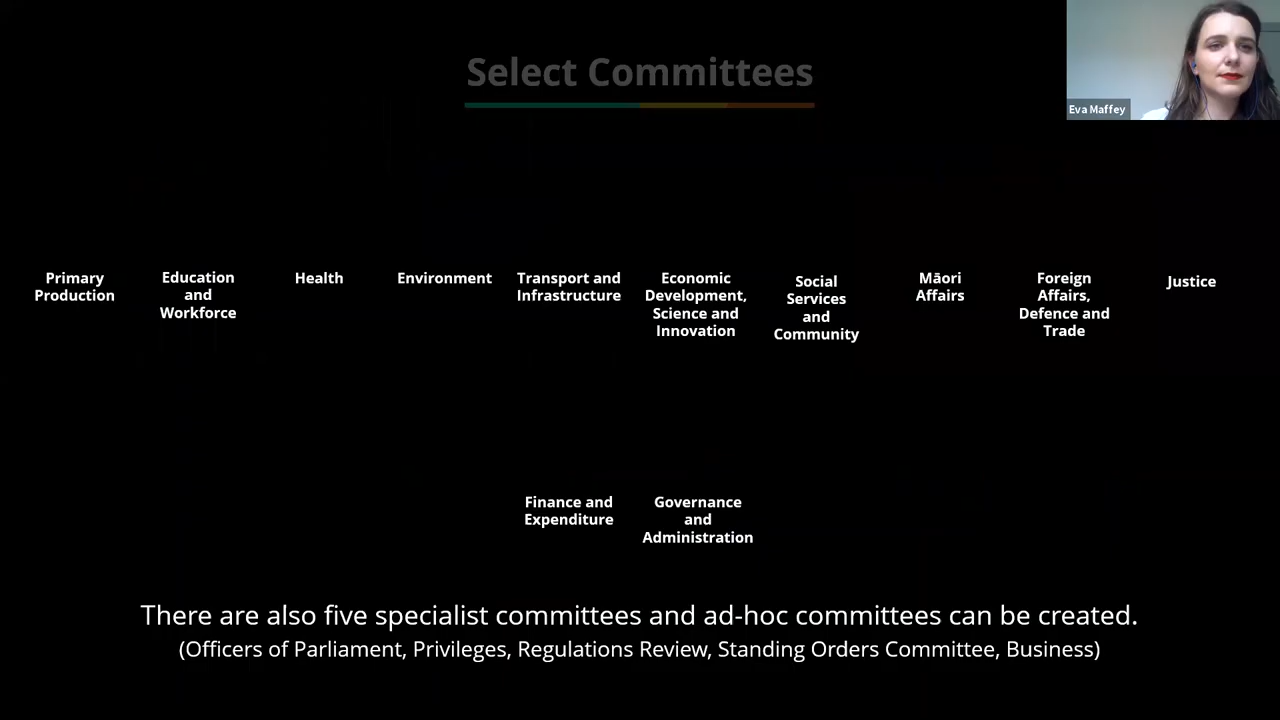 Select Committees
Eva Maffey
Primary
Production
Education
and
Workforce
Health
Environment
Transport and
Infrastructure
Economic
Development,
Science and
Innovation
Social
Services
and
Community
Māori
Affairs
Foreign
Affairs,
Defence and
Trade
Justice
Finance and
Expenditure
Governance
and
Administration
There are also five specialist committees and ad-hoc committees can be created.
(Officers of Parliament, Privileges, Regulations Review, Standing Orders Committee, Business)